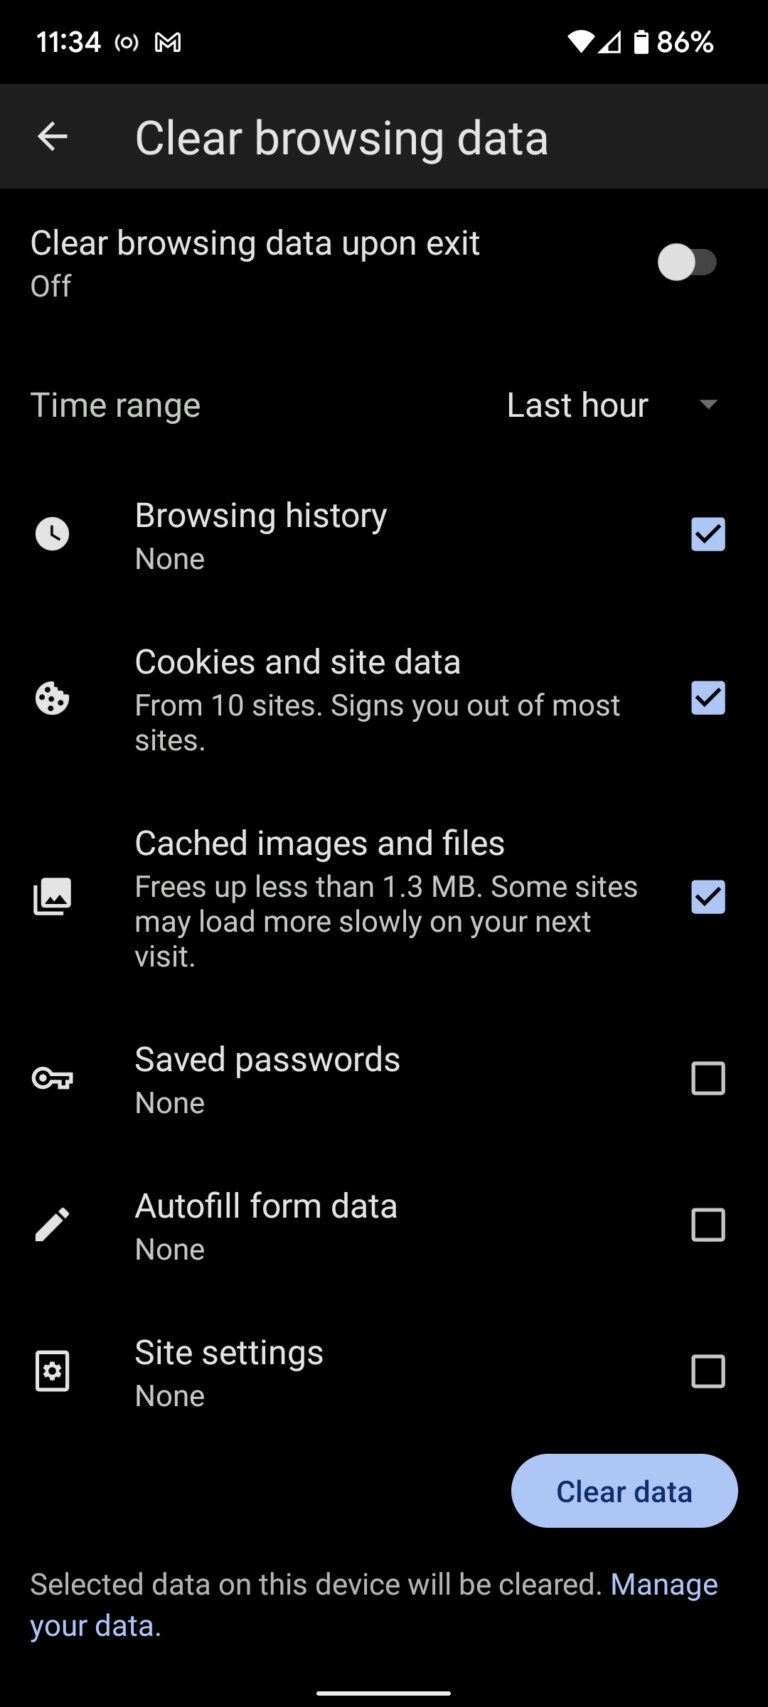 11:34
86%
Clear browsing data
Clear browsing data upon exit
Off
Time range
Last hour
Browsing history
None
Cookies and site data
From 10 sites. Signs you out of most
sites.
Cached images and files
Frees up less than 1.3 MB. Some sites
may load more slowly on your next
visit.
Saved passwords
None
Autofill form data
None
Site settings
None
Clear data
Selected data on this device will be cleared. Manage
your data.